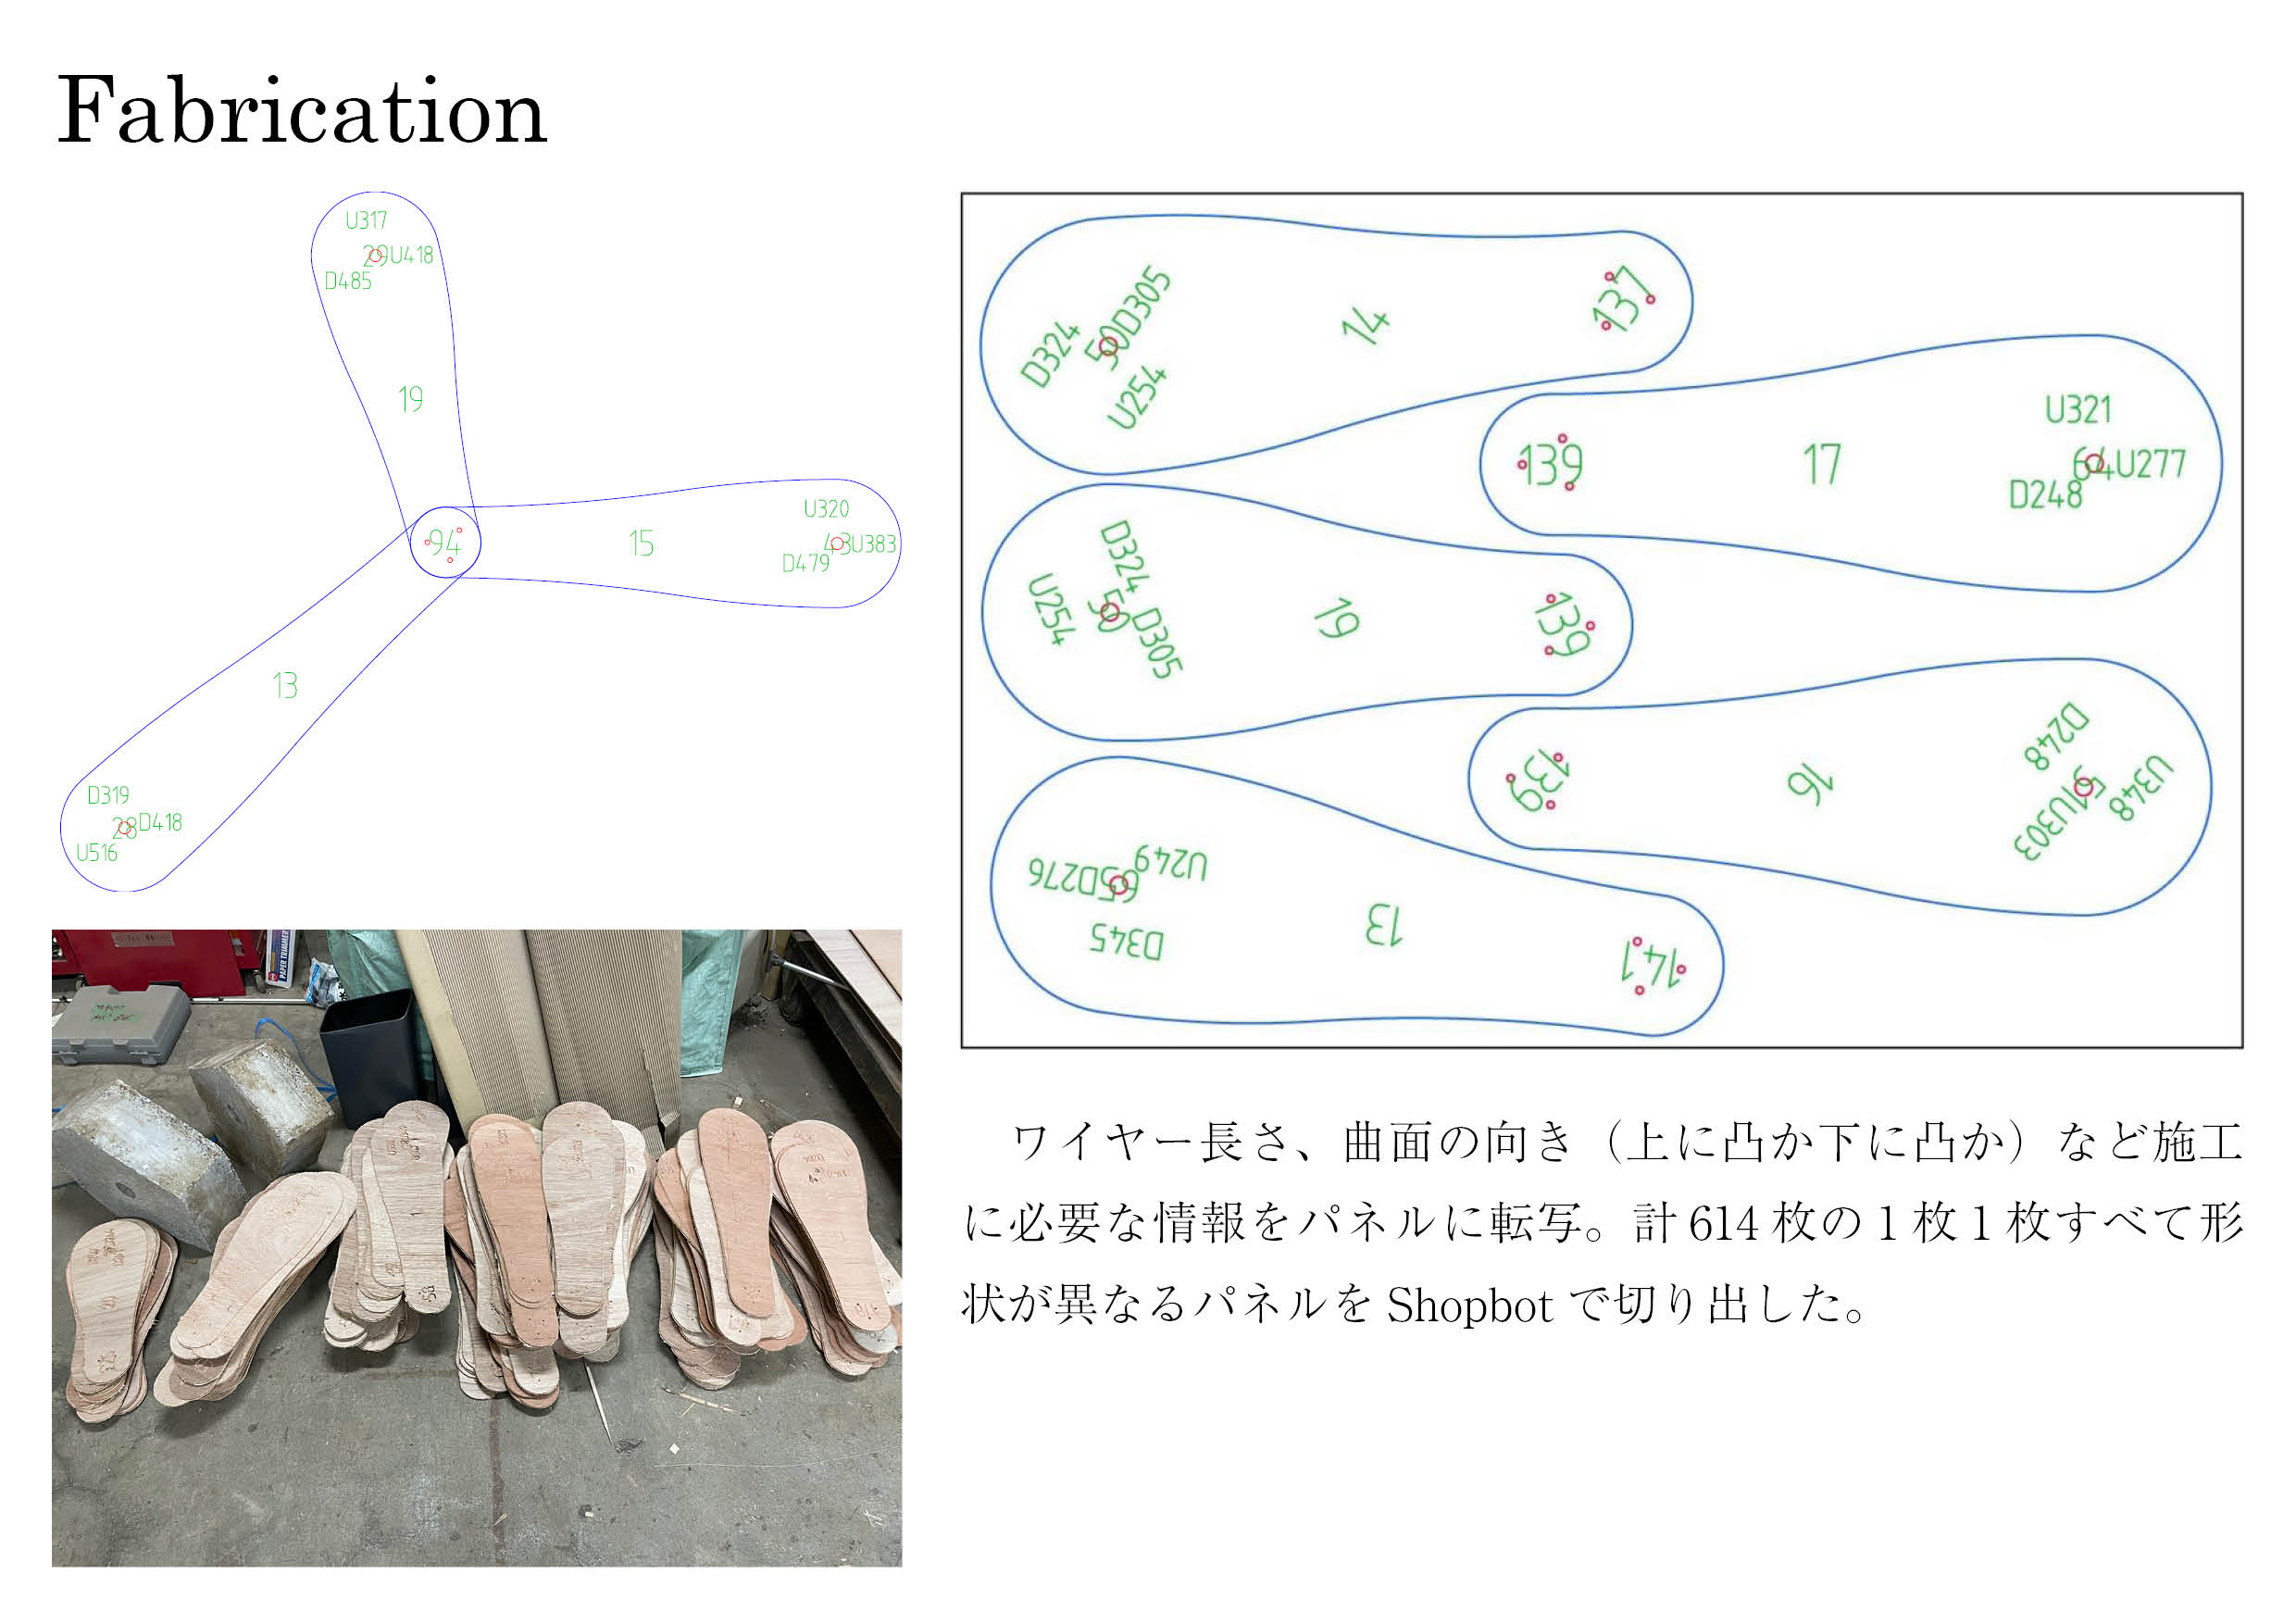 Fabrication
U317
29U418
D485
19
U320
94
15
43U383
D479
13
D319
28D418
U516
D324
50D305
U254
14
137
139
17
U321
64U277
D248
D324
U254
50
D305
19
139
139
16
D248
U348
51U303
U249
65D276
D345
13
141
PAPER TRIMMER
ワイヤー長さ、曲面の向き（上に凸か下に凸か）など施工
に必要な情報をパネルに転写。計 614 枚の 1 枚 1 枚すべて形
状が異なるパネルを Shopbot で切り出した。